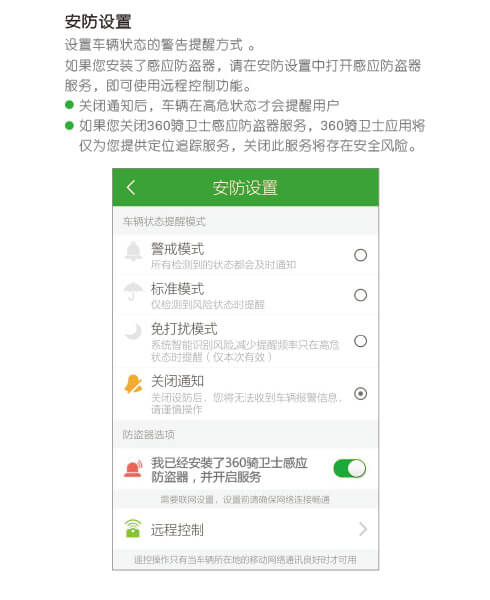 安防设置
设置车辆状态的警告提醒方式 。
如果您安装了感应防盗器，请在安防设置中打开感应防盗器
服务，即可使用远程控制功能。
关闭通知后，车辆在高危状态才会提醒用户
如果您关闭360骑卫士感应防盗器服务，360骑卫士应用将
仅为您提供定位追踪服务，关闭此服务将存在安全风险。
安防设置
车辆状态提醒模式
警戒模式
所有检测到的状态都会及时通知
标准模式
仅检测到风险状态时提醒
免打扰模式
系统智能识别风险,减少提醒频率只在高危
状态时提醒（仅本次有效）
关闭通知
关闭设防后，您将无法收到车辆报警信息，
请谨慎操作
防盗器选项
我已经安装了360骑卫士感应
防盗器，并开启服务
需要联网设置，设置前请确保网络连接畅通
远程控制
遥控操作只有当车辆所在地的移动网络通讯良好时才可用